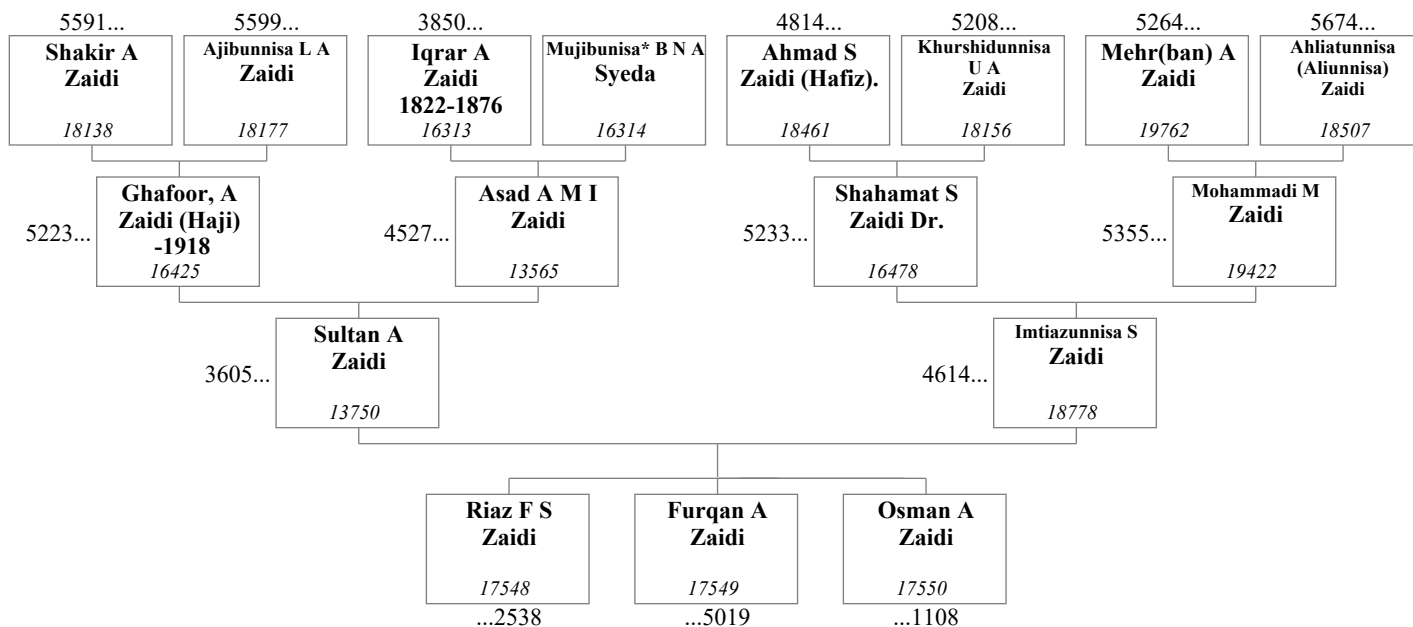 5591... 5599... 3850... 4814... 5208... 5264... 5674...
Shakir A
Zaidi
18138
Ajibunnisa L A
Zaidi
18177
Iqrar A
Zaidi
1822-1876
16313
Mujibunisa* B N A
Syeda
16314
Ahmad S
Zaidi (Hafiz).
18461
Khurshidunnisa
U A
Zaidi
18156
Mehr(ban) A
Zaidi
19762
Ahliatunnisa
(Aliunnisa)
Zaidi
18507
5223...
Ghafoor, A
Zaidi (Haji)
-1918
16425
4527...
Asad A M I
Zaidi
13565
5233...
Shahamat S
Zaidi Dr.
16478
5355...
Mohammadi M
Zaidi
19422
3605...
Sultan A
Zaidi
13750
4614...
Imtiazunnisa S
Zaidi
18778
Riaz F S
Zaidi
17548
...2538
Furqan A
Zaidi
17549
...5019
Osman A
Zaidi
17550
...1108